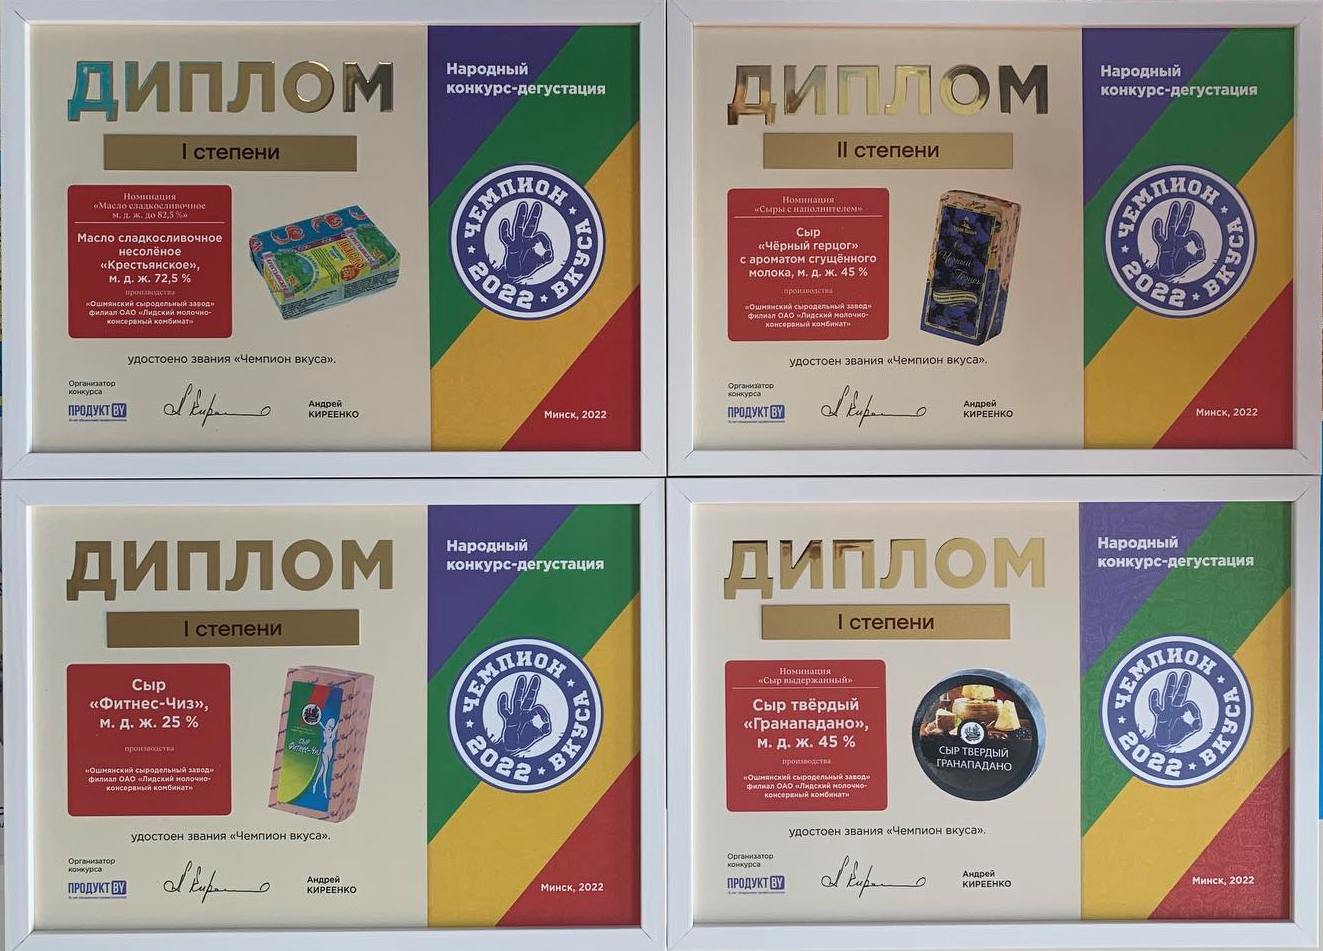 ДИПЛОМ
I степени
Номинация
«Масло сладкосливочное
м. д. ж. до 82,5 %»
Масло сладкосливочное
несолёное
«Крестьянское»,
м. д. ж. 72,5 %
производства
«Ошмянский сыродельный завод»
филиал ОАО «Лидский молочно-
консервный комбинат»
удостоено звания «Чемпион вкуса».
Организатор
конкурса
ПРОДУКТ BY
Андрей
КИРЕЕНКО
Народный
конкурс-дегустация
ЧЕМПИОН
ВКУСА
2022
Минск, 2022
ДИПЛОМ
II степени
Номинация
«Сыры с наполнителем»
Сыр
«Чёрный герцог»
с ароматом сгущённого
молока, м. д. ж. 45 %
производства
«Ошмянский сыродельный завод»
филиал ОАО «Лидский молочно-
консервный комбинат»
Чёрный
Герцог
удостоен звания «Чемпион вкуса».
Организатор
конкурса
ПРОДУКТ BY
Андрей
КИРЕЕНКО
Народный
конкурс-дегустация
ЧЕМПИОН
ВКУСА
2022
Минск, 2022
ДИПЛОМ
I степени
Сыр
«Фитнес-Чиз»,
м. д. ж. 25 %
производства
«Ошмянский сыродельный завод»
филиал ОАО «Лидский молочно-
консервный комбинат»
СЫР
Фитнес-Чиз
удостоен звания «Чемпион вкуса».
Организатор
конкурса
ПРОДУКТ BY
Андрей
КИРЕЕНКО
Народный
конкурс-дегустация
ЧЕМПИОН
ВКУСА
2022
Минск, 2022
ДИПЛОМ
I степени
Номинация
«Сыр выдержанный»
Сыр твёрдый
«Гранападано»,
м. д. ж. 45 %
производства
«Ошмянский сыродельный завод»
филиал ОАО «Лидский молочно-
консервный комбинат»
СЫР ТВЕРДЫЙ
ГРАНАПАДАНО
удостоен звания «Чемпион вкуса».
Организатор
конкурса
ПРОДУКТ BY
Андрей
КИРЕЕНКО
Народный
конкурс-дегустация
ЧЕМПИОН
ВКУСА
2022
Минск, 2022